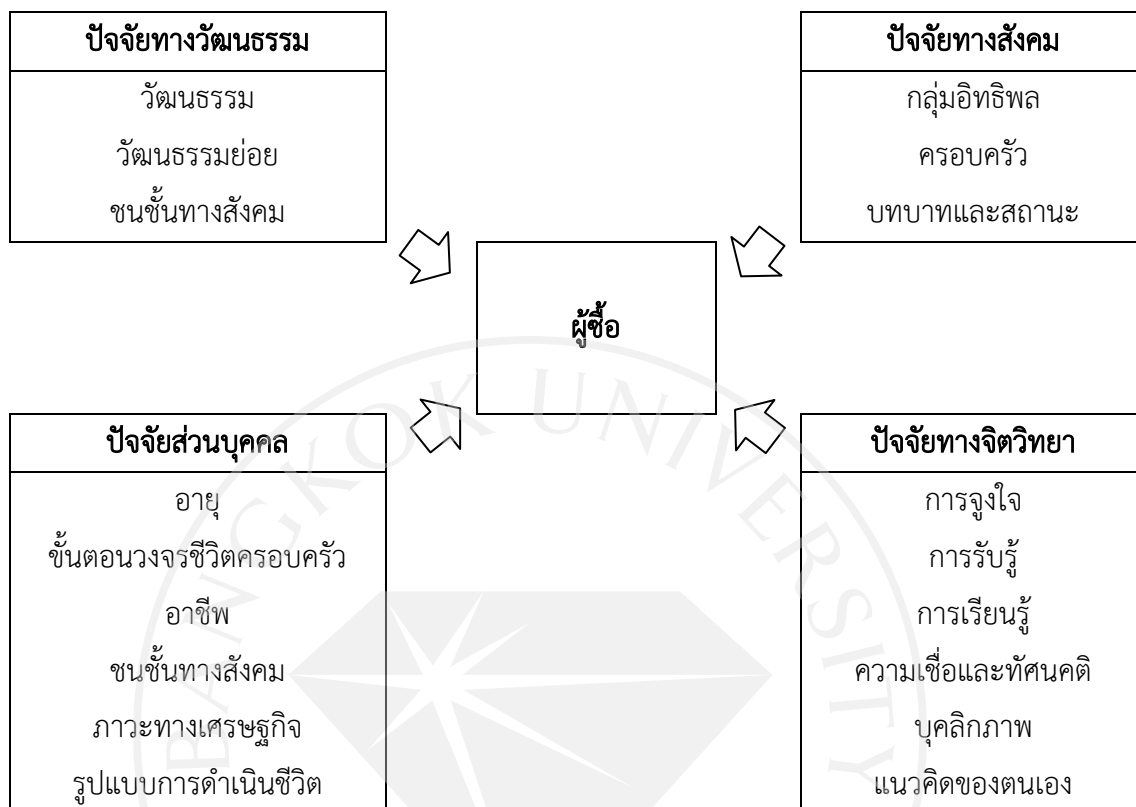 ปัจจัยทางวัฒนธรรม
วัฒนธรรม
วัฒนธรรมย่อย
ชนชั้นทางสังคม
ปัจจัยทางสังคม
กลุ่มอิทธิพล
ครอบครัว
บทบาทและสถานะ
ผู้ซื้อ
ปัจจัยส่วนบุคคล
อายุ
ขั้นตอนวงจรชีวิตครอบครัว
อาชีพ
ชนชั้นทางสังคม
ภาวะทางเศรษฐกิจ
รูปแบบการดำเนินชีวิต
ปัจจัยทางจิตวิทยา
การจูงใจ
การรับรู้
การเรียนรู้
ความเชื่อและทัศนคติ
บุคลิกภาพ
แนวคิดของตนเอง
BANGKOK UNIVERSITY